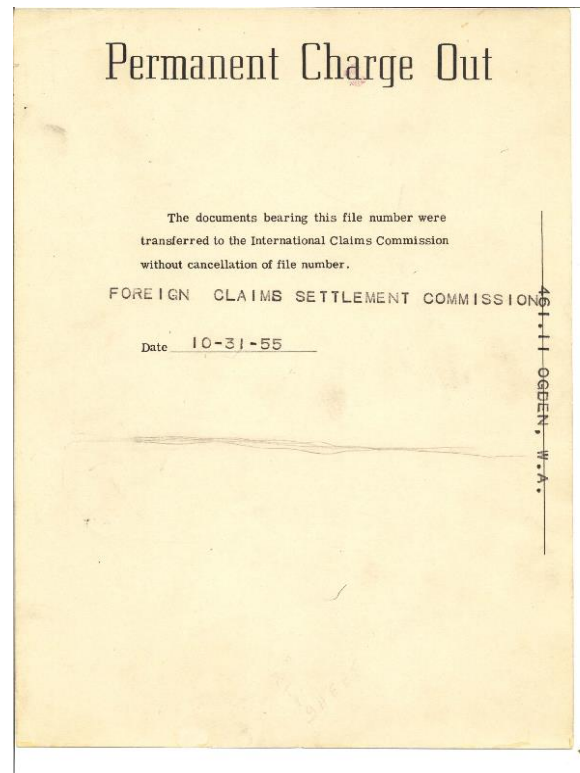 Permanent Charge Out
The documents bearing this file number were
transferred to the International Claims Commission
without cancellation of file number.
FOREIGN CLAIMS SETTLEMENT COMMISSION
Date 10-31-55
461.11 OGDEN, W.A.